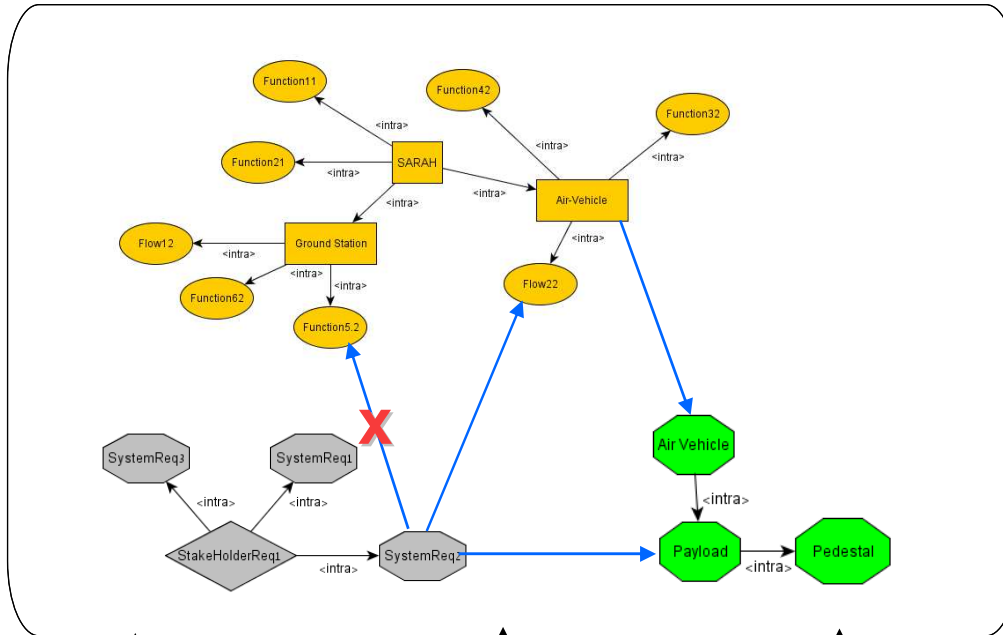 Function11
Function42
Function32
<intra>
<intra>
SARAH
Function21
<intra>
<intra>
<intra>
<intra>
Air-Vehicle
<intra>
Flow12
<intra>
Ground Station
<intra>
<intra>
<intra>
Function62
Flow22
Function5.2
X
SystemReq3
SystemReq1
Air Vehicle
<intra>
<intra>
<intra>
StakeHolderReq1
<intra>
SystemReq2
Payload
<intra>
Pedestal